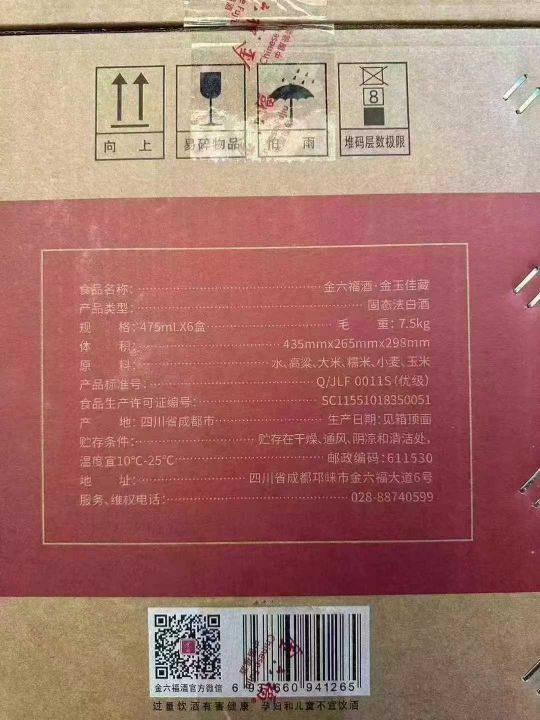 向 上 易碎物品 怕 雨 8 堆码层数极限
食品名称: 金六福酒·金玉佳藏
产品类型: 固态法白酒
规 格: 475mLX6盒 毛 重: 7.5kg
体 积: 435mmx265mmx298mm
原 料: 水、高粱、大米、糯米、小麦、玉米
产品标准号: Q/JLF 0011S(优级)
食品生产许可证编号: SC11551018350051
产 地: 四川省成都市 生产日期: 见箱顶面
贮存条件: 贮存在干燥、通风、阴凉和清洁处,
温度宜10℃-25℃ 邮政编码: 611530
地 址: 四川省成都邛崃市金六福大道6号
服务、维权电话: 028-88740599
金六福酒官方微信
过量饮酒有害健康 孕妇和儿童不宜饮酒